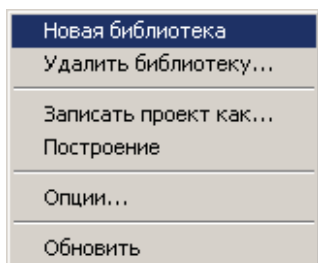 Новая библиотека
Удалить библиотеку...
Записать проект как...
Построение
Опции...
Обновить